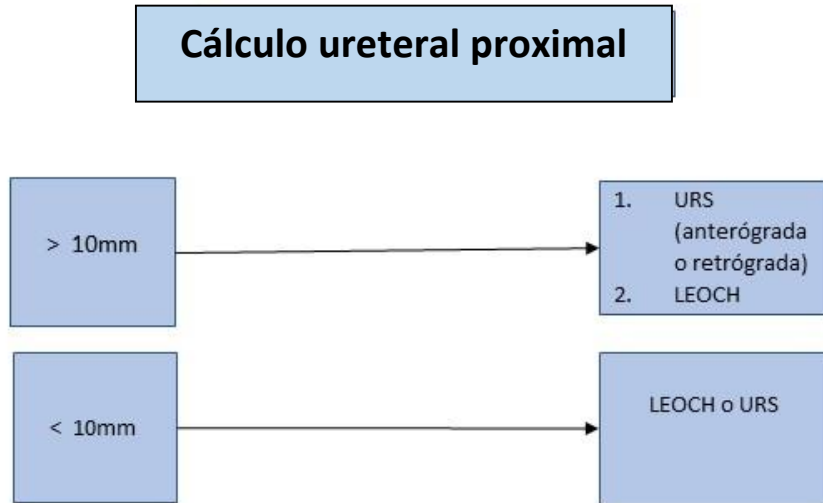 Cálculo ureteral proximal
> 10mm
1. URS
(anterógrada
o retrógrada)
2. LEOCH
< 10mm
LEOCH o URS